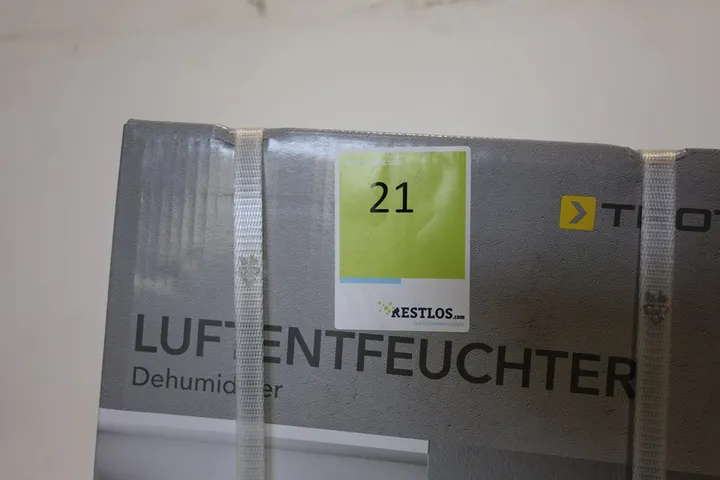 21
TROT
RESTLOS.com
LUFTENTFEUCHTER
Dehumidifier